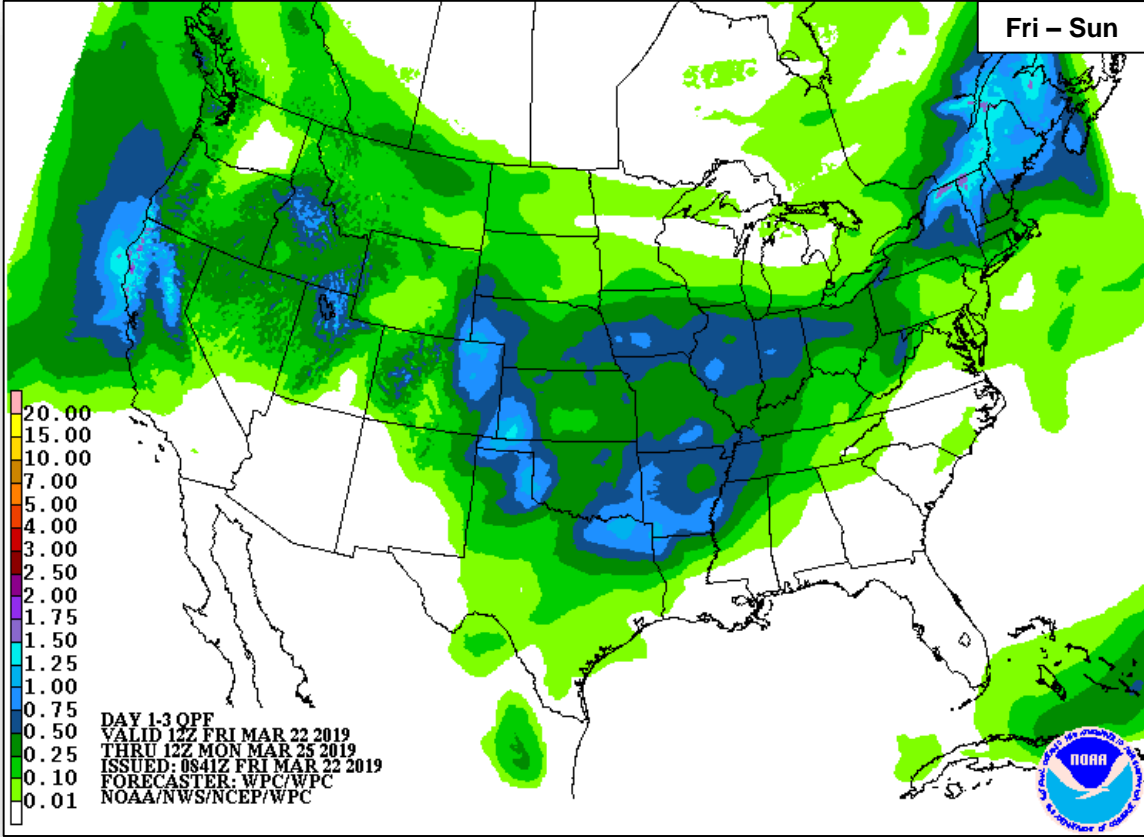 Fri – Sun
20.00
15.00
10.00
7.00
5.00
4.00
3.00
2.50
2.00
1.75
1.50
1.25
1.00
0.75
0.50
0.25
0.10
0.01
DAY 1-3 QPF
VALID 12Z FRI MAR 22 2019
THRU 12Z MON MAR 25 2019
ISSUED: 0841Z FRI MAR 22 2019
FORECASTER: WPC/WPC
NOAA/NWS/NCEP/WPC
NOAA